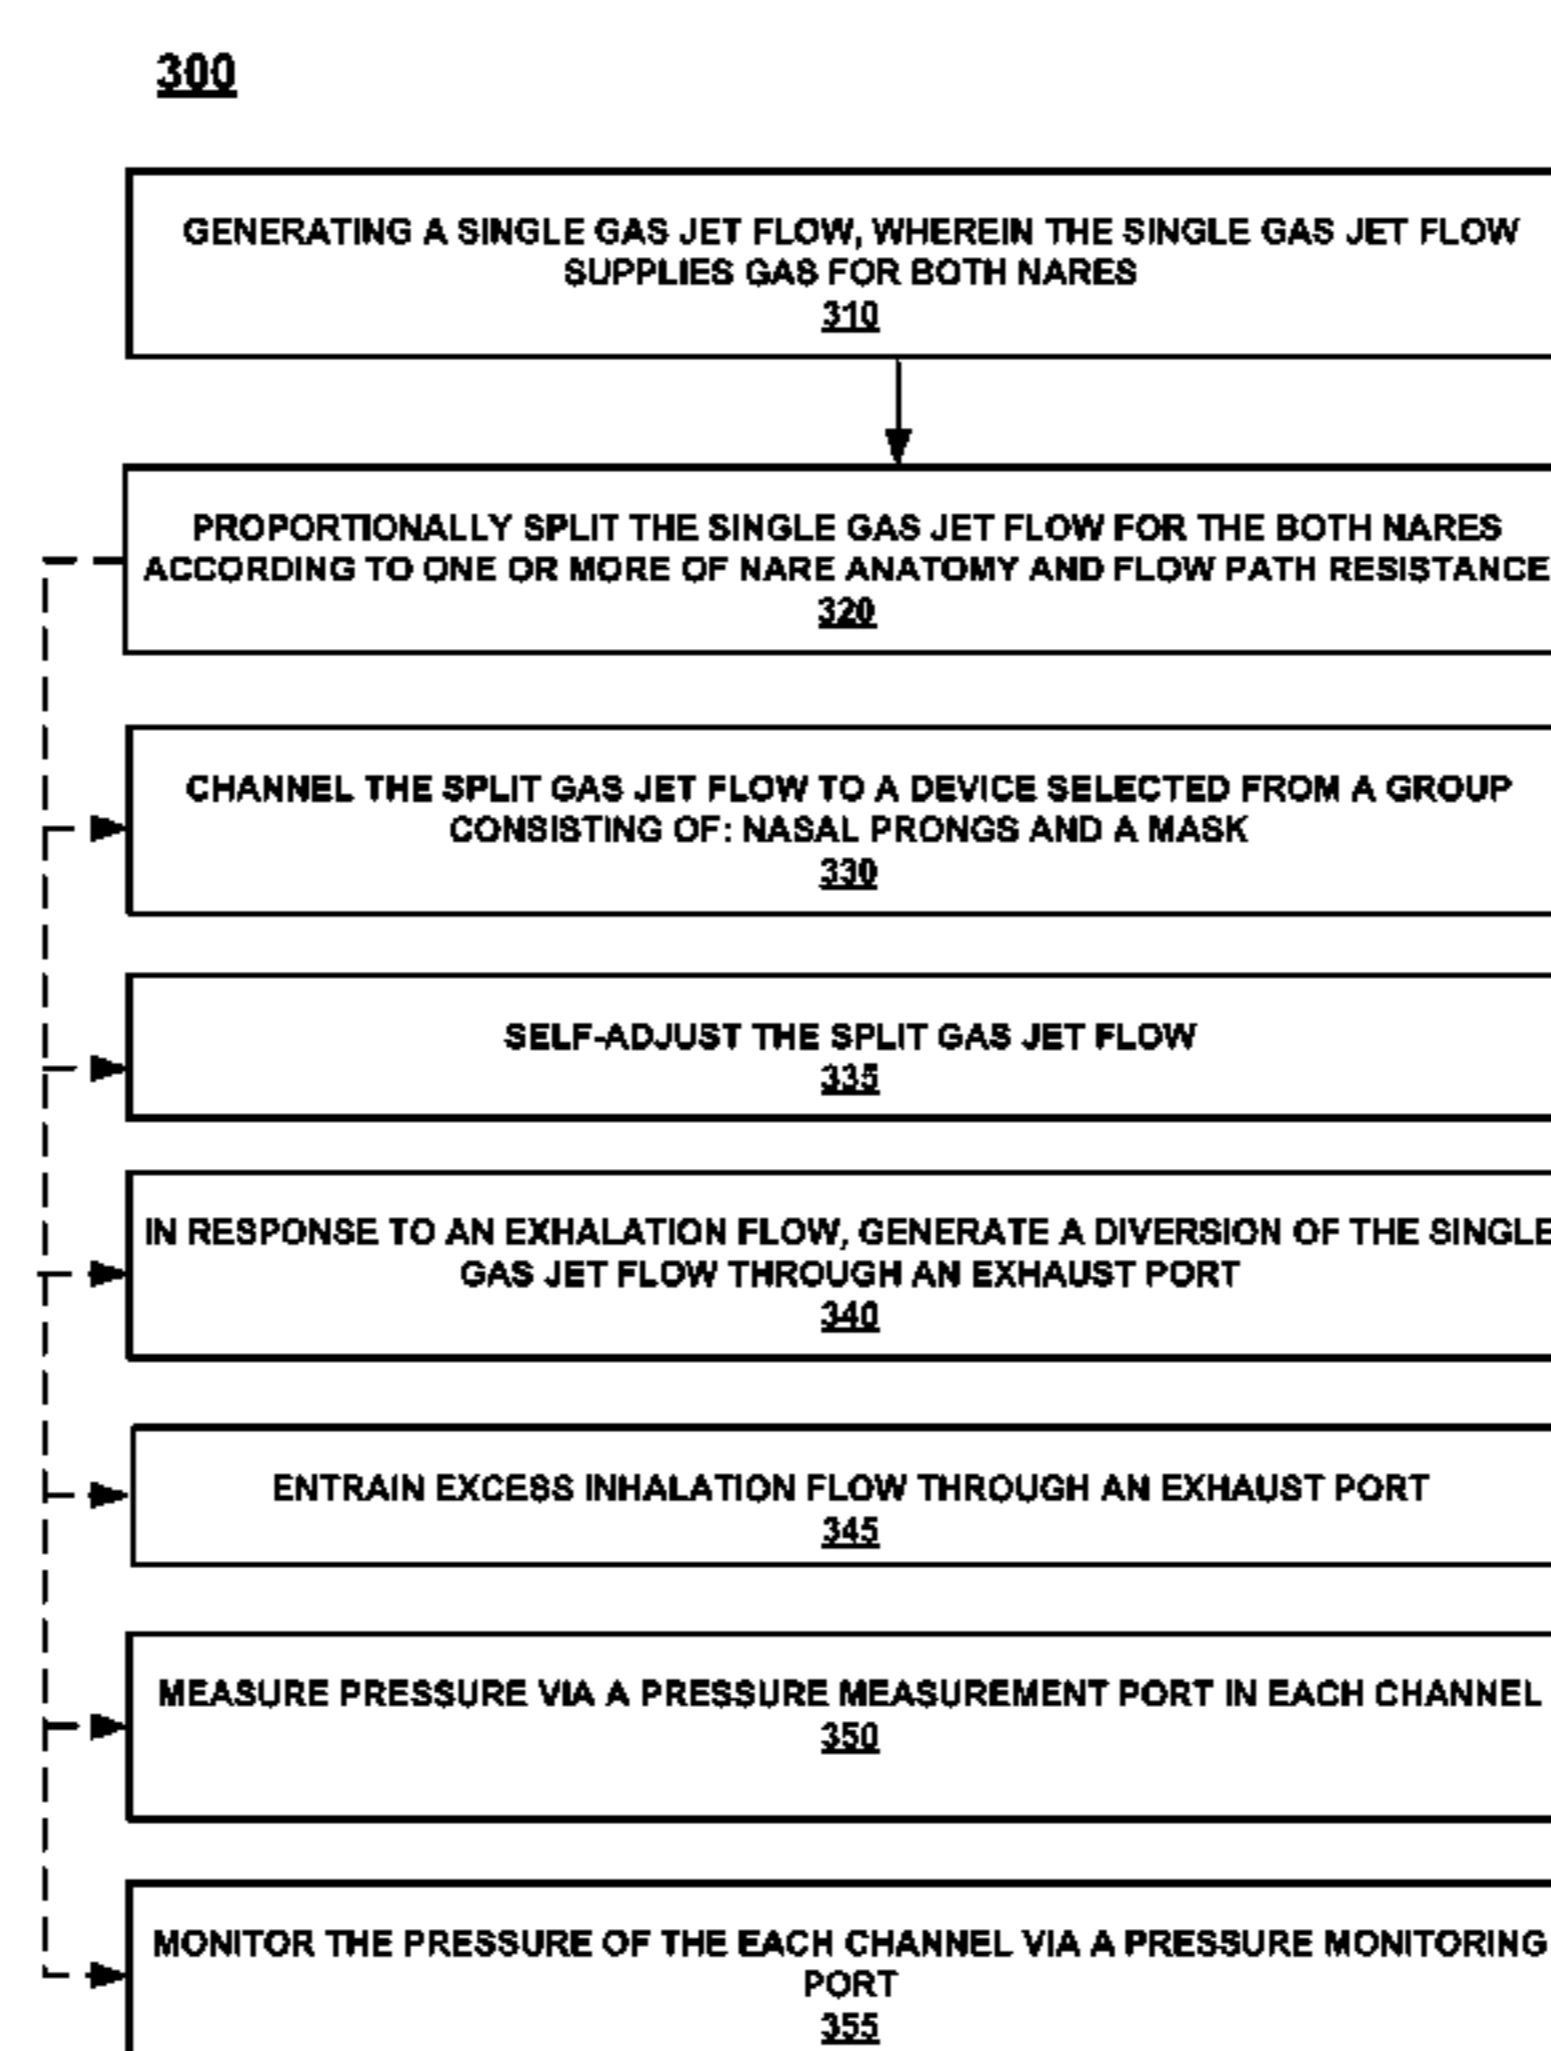 300
GENERATING A SINGLE GAS JET FLOW, WHEREIN THE SINGLE GAS JET FLOW
SUPPLIES GAS FOR BOTH NARES
310
PROPORTIONALLY SPLIT THE SINGLE GAS JET FLOW FOR THE BOTH NARES
ACCORDING TO ONE OR MORE OF NARE ANATOMY AND FLOW PATH RESISTANCE
320
CHANNEL THE SPLIT GAS JET FLOW TO A DEVICE SELECTED FROM A GROUP
CONSISTING OF: NASAL PRONGS AND A MASK
330
SELF-ADJUST THE SPLIT GAS JET FLOW
335
IN RESPONSE TO AN EXHALATION FLOW, GENERATE A DIVERSION OF THE SINGLE
GAS JET FLOW THROUGH AN EXHAUST PORT
340
ENTRAIN EXCESS INHALATION FLOW THROUGH AN EXHAUST PORT
345
MEASURE PRESSURE VIA A PRESSURE MEASUREMENT PORT IN EACH CHANNEL
350
MONITOR THE PRESSURE OF THE EACH CHANNEL VIA A PRESSURE MONITORING
PORT
355